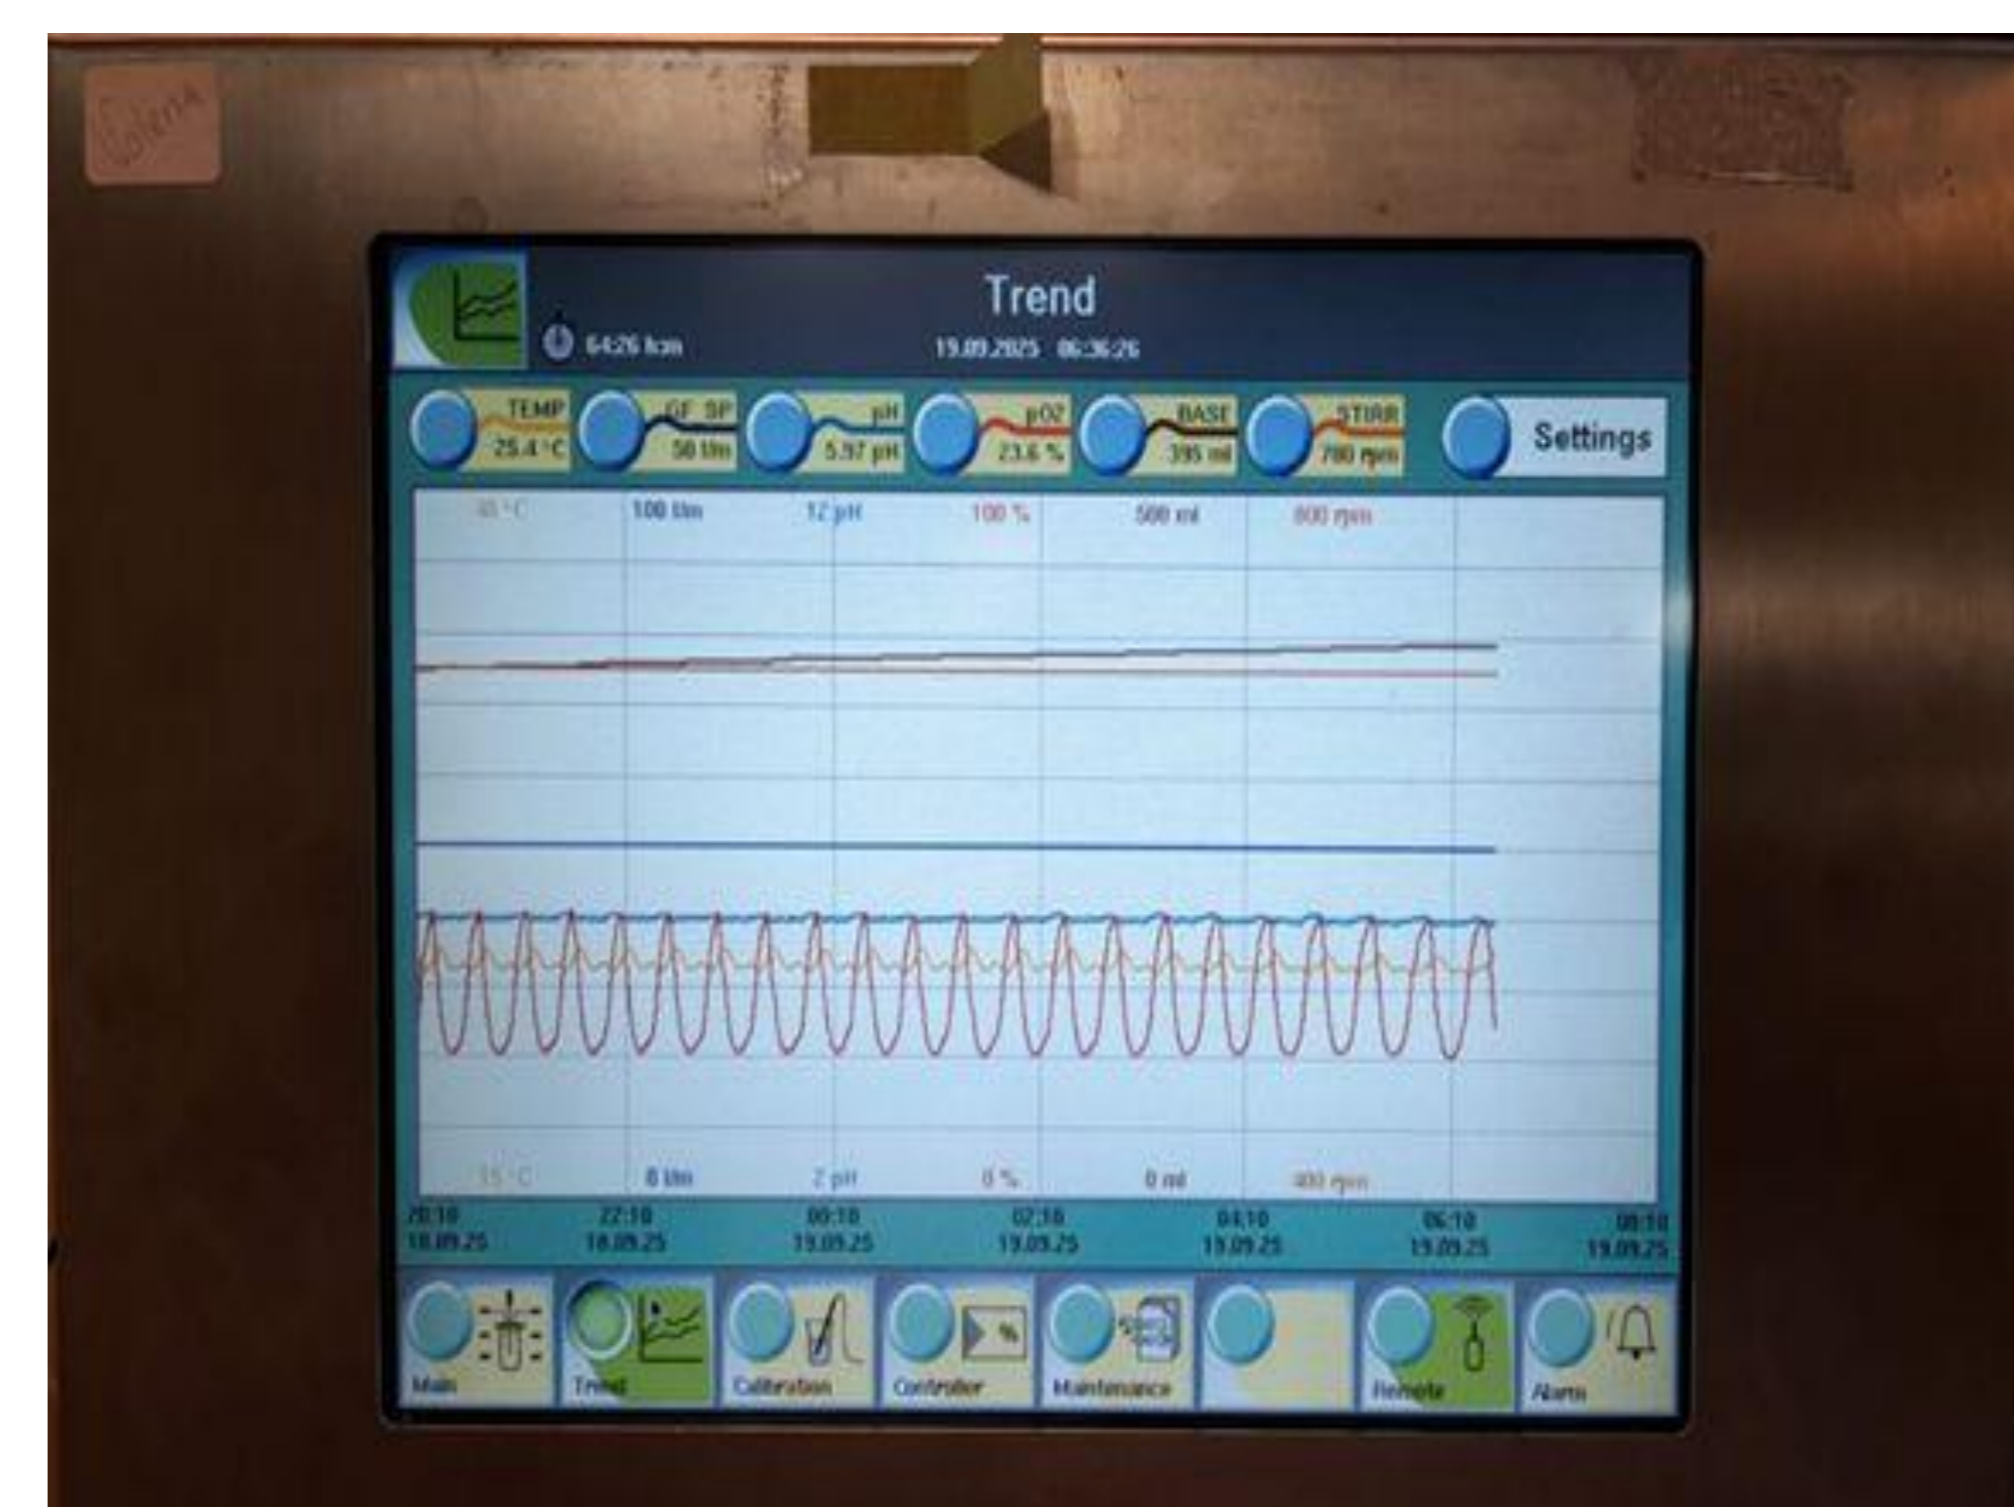 Trend
64:26 h:m
19.09.2025 06:36:26
TEMP GF_SP pH pO2 BASE STIRR
25.4 °C 50 l/m 5.97 pH 23.6 % 395 ml 700 rpm
Settings
100 l/m 12 pH 100 % 500 ml 800 rpm
15 °C 0 l/m 2 pH 0 % 0 ml 400 rpm
20:10 22:10 00:10 02:10 04:10 06:10 08:10
18.09.25 18.09.25 19.09.25 19.09.25 19.09.25 19.09.25 19.09.25
%
Main Trend Calibration Controller Maintenance Remote Alarm